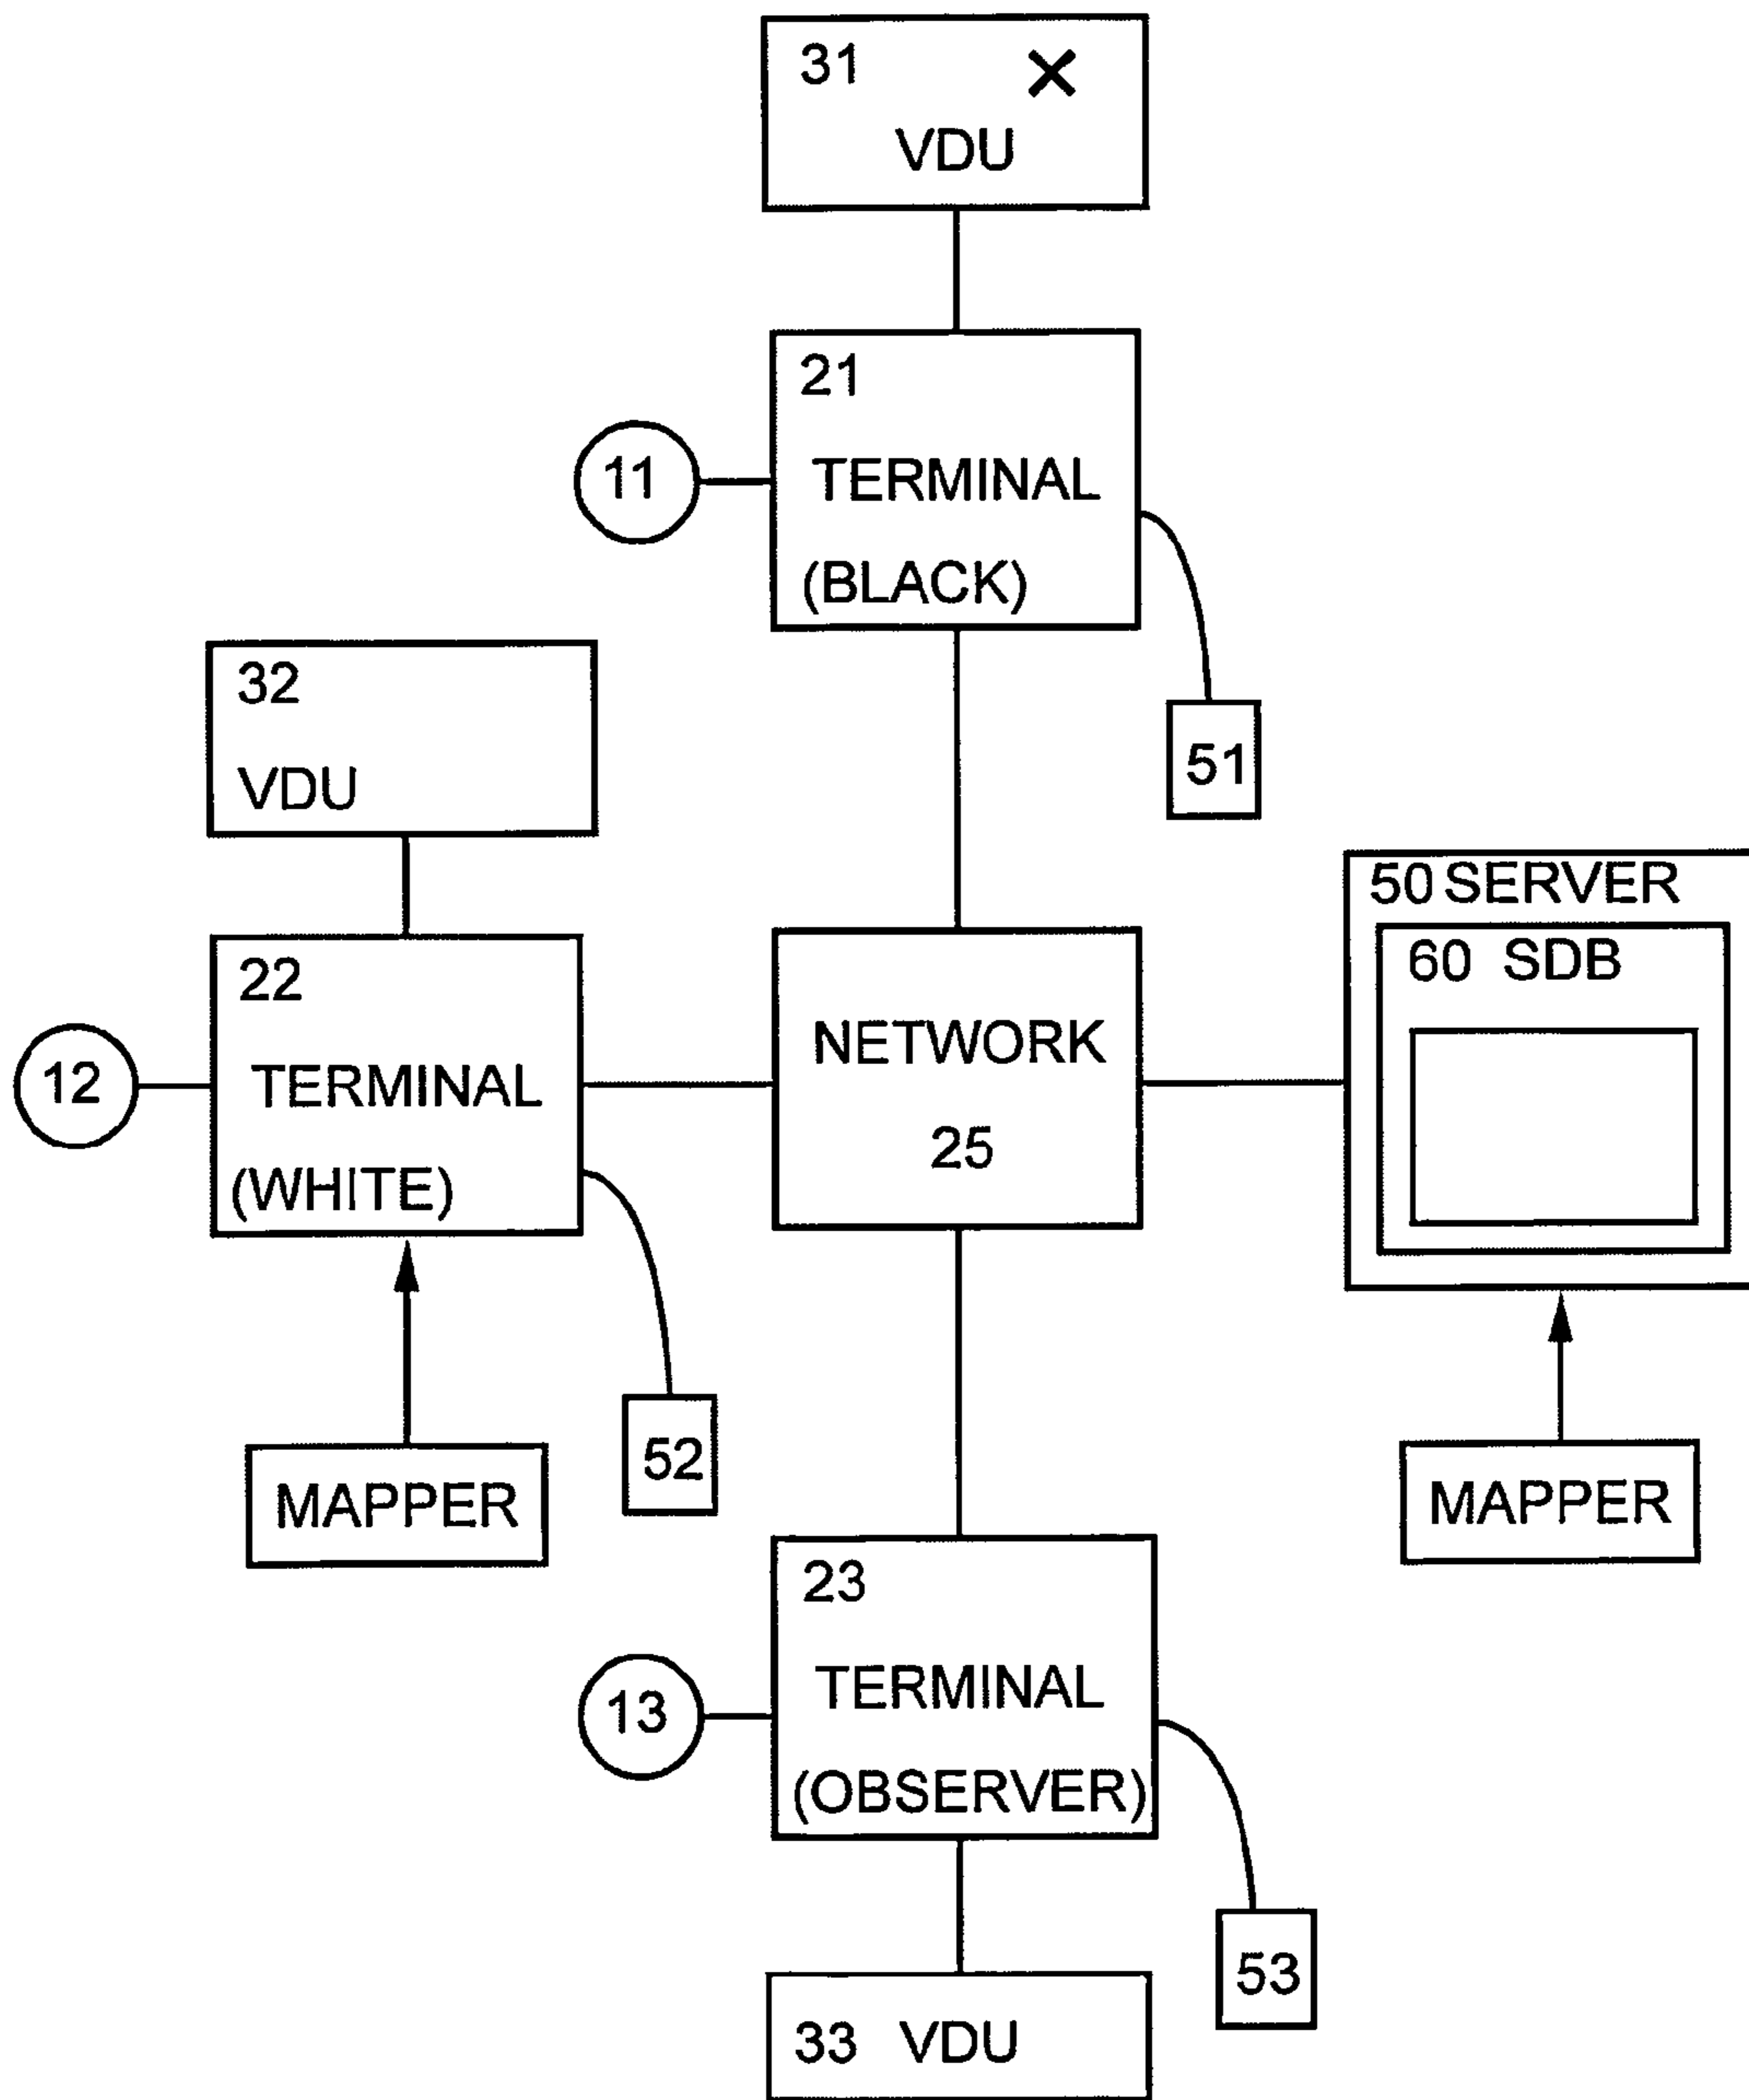 31
VDU
21
TERMINAL
(BLACK)
11
51
32
VDU
22
TERMINAL
(WHITE)
12
52
MAPPER
NETWORK
25
50 SERVER
60 SDB
MAPPER
23
TERMINAL
(OBSERVER)
13
53
33 VDU